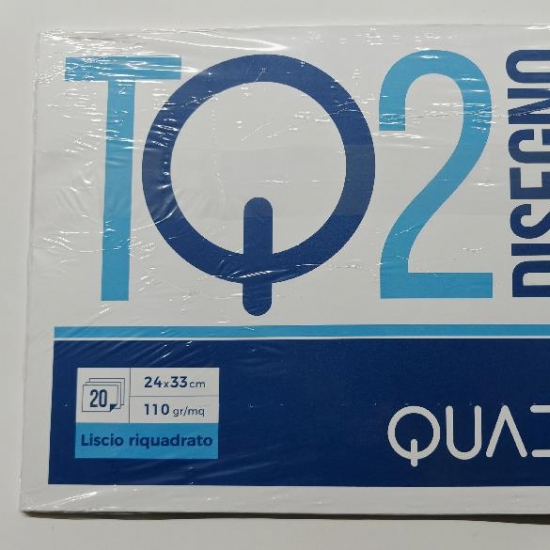 TQ2
DISEGNO
20
24x33cm
110 gr/mq
Liscio riquadrato